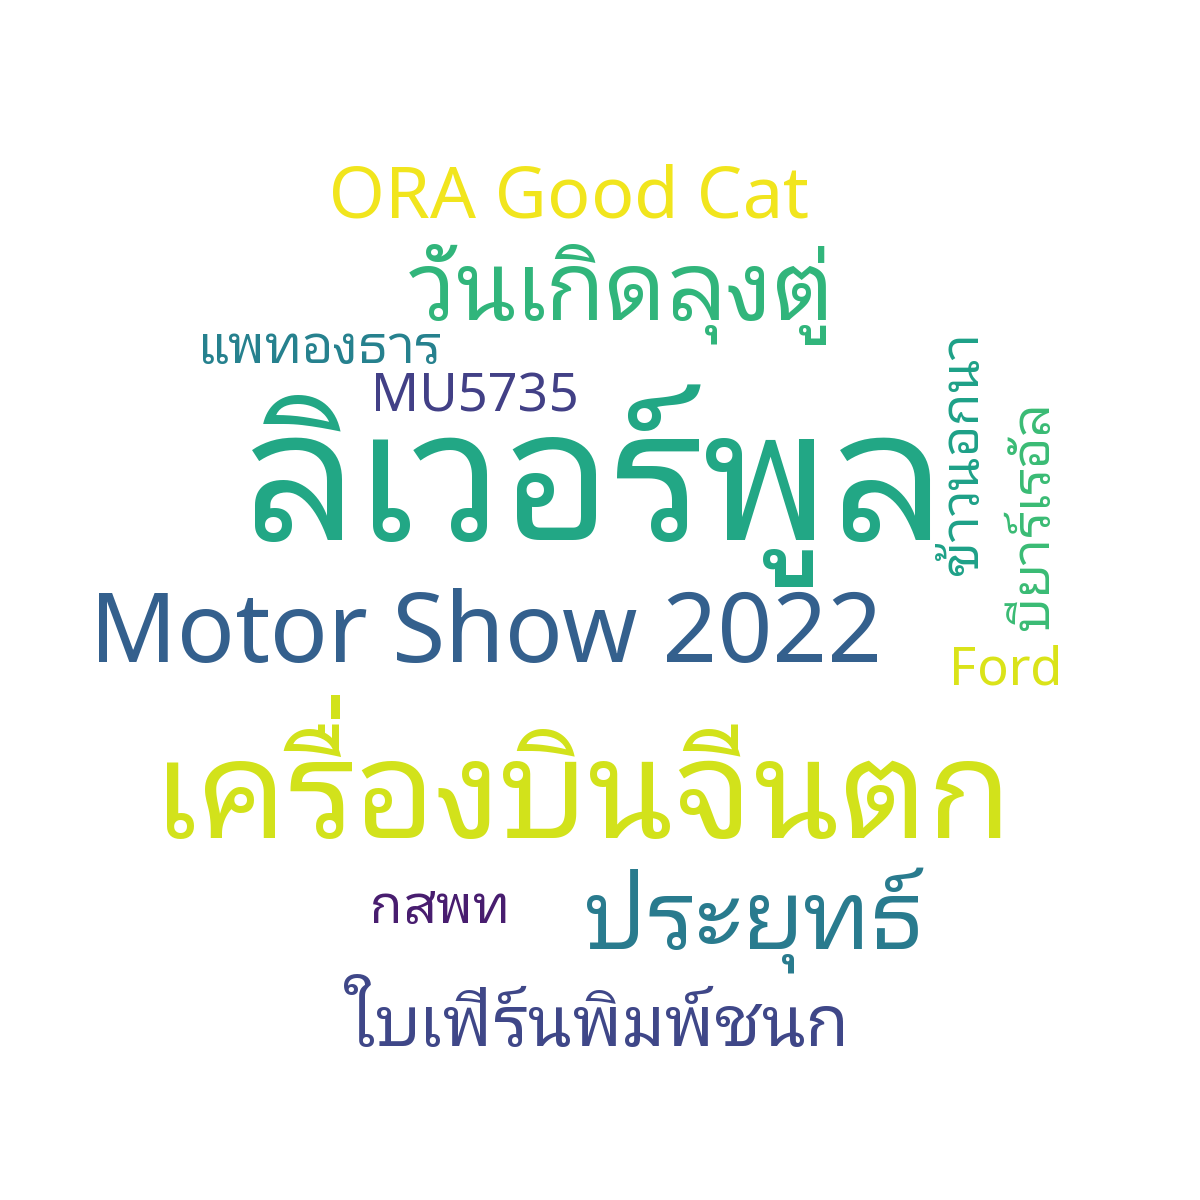 ORA Good Cat
วันเกิดลุงตู่
แพทองธาร
MU5735
ลิเวอร์พูล
ข้าวนอกนา
บียาร์เรอัล
Motor Show 2022
Ford
เครื่องบินจีนตก
กสพท
ประยุทธ์
ใบเฟิร์นพิมพ์ชนก